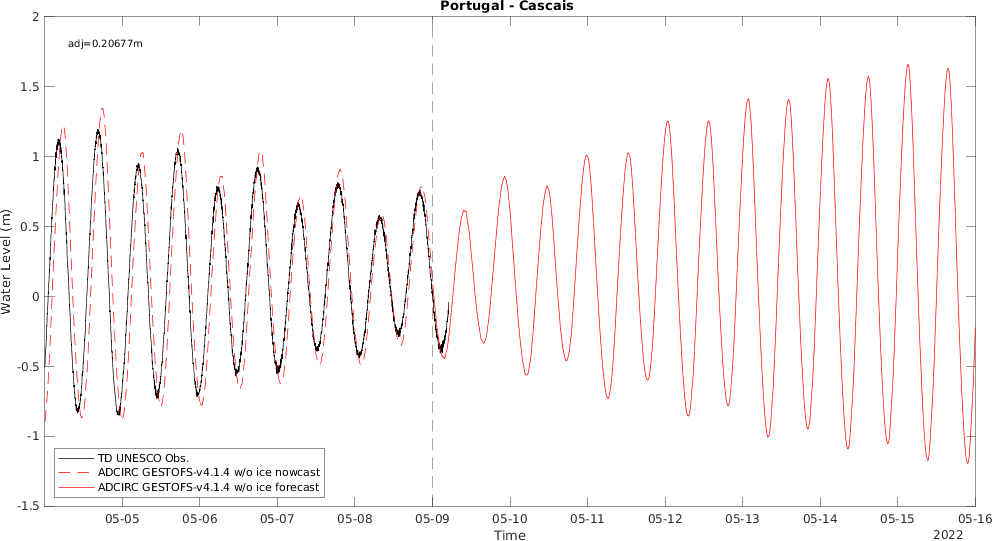 Portugal - Cascais
adj=0.20677m
Water Level (m)
2
1.5
1
0.5
0
-0.5
-1
-1.5
TD UNESCO Obs.
ADCIRC GESTOFS-v4.1.4 w/o ice nowcast
ADCIRC GESTOFS-v4.1.4 w/o ice forecast
05-05 05-06 05-07 05-08 05-09 05-10 05-11 05-12 05-13 05-14 05-15 05-16
Time
2022